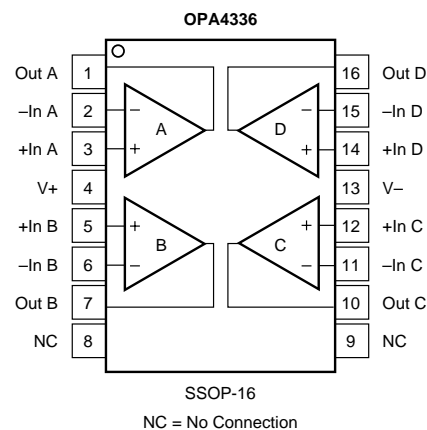 OPA4336
Out A 1 16 Out D
–In A 2 – – 15 –In D
A D
+In A 3 + + 14 +In D
V+ 4 13 V–
+In B 5 + + 12 +In C
B C
–In B 6 – – 11 –In C
Out B 7 10 Out C
NC 8 9 NC
SSOP-16
NC = No Connection